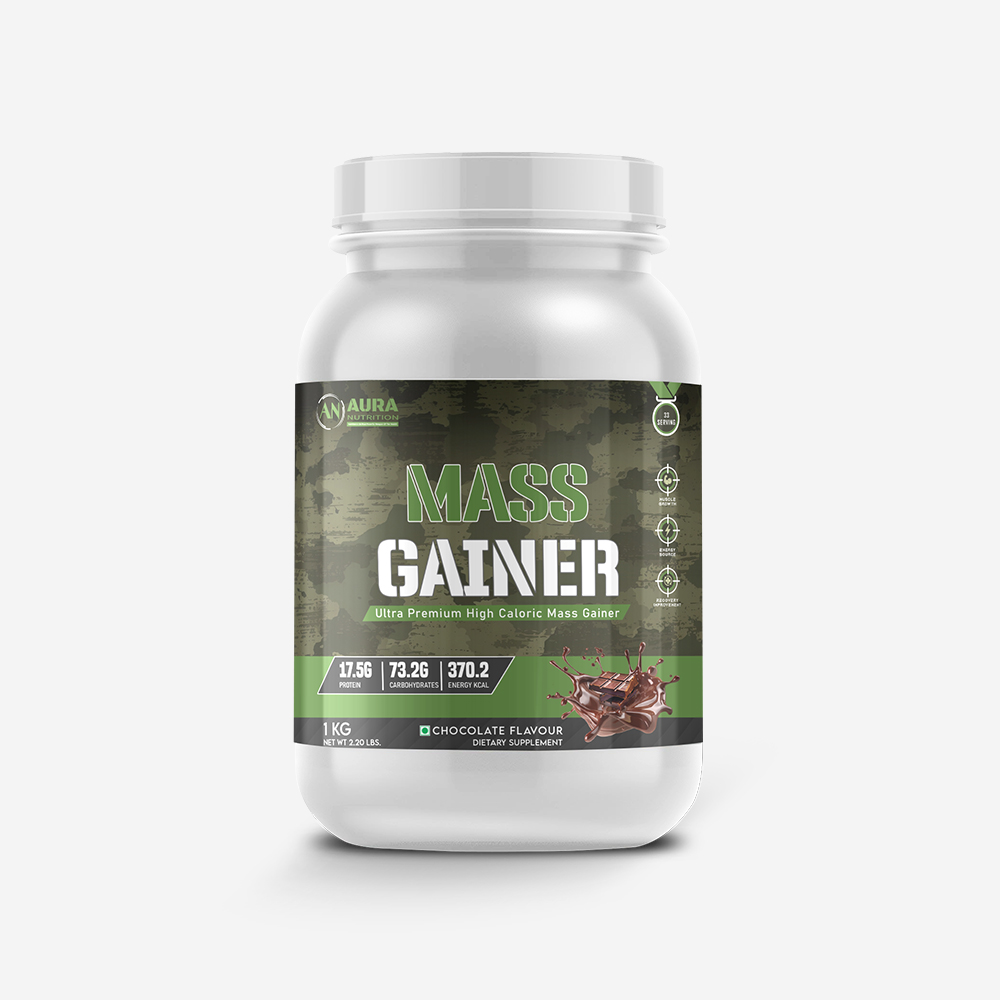 AN AURA
NUTRITION
33
SERVING
MUSCLE
GROWTH
ENERGY
SOURCE
RECOVERY
IMPROVEMENT
MASS
GAINER
Ultra Premium High Caloric Mass Gainer
17.5G
PROTEIN
73.2G
CARBOHYDRATES
370.2
ENERGY KCAL
1 KG
NET WT 2.20 LBS.
CHOCOLATE FLAVOUR
DIETARY SUPPLEMENT